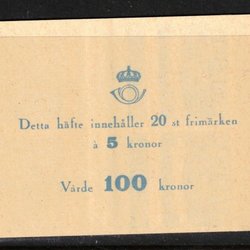 Detta häfte innehåller 20 st frimärken
à 5 kronor
Värde 100 kronor